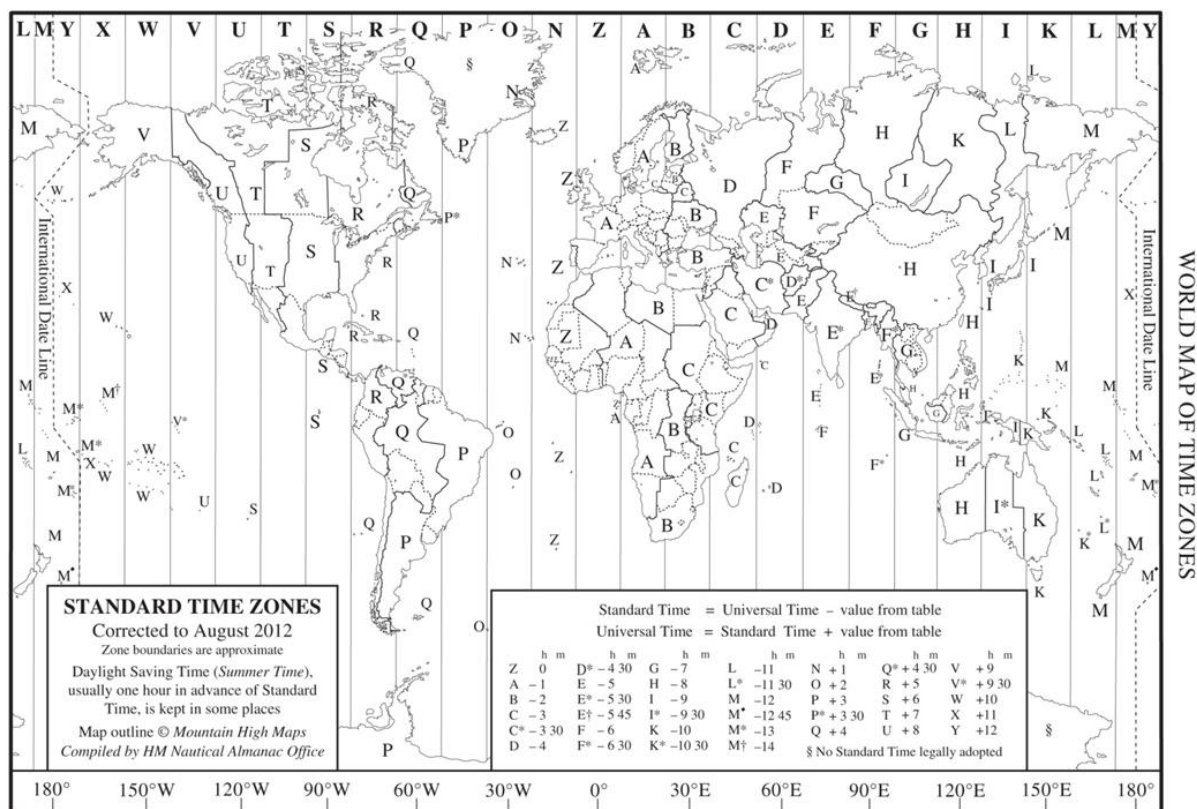 L M Y X W V U T S R Q P O N Z A B C D E F G H I K L M Y
WORLD MAP OF TIME ZONES
International Date Line
International Date Line
S Q § Z A L
T R N
M V S P Z A B H K L M
W U T R Q Z D F G I
P*
U T S R N Z A B E F H I I M
X W R Q N Z A B C C* D* E E* E† F G H I X
S R Q C D K M
M M† M* V* S R Q O A B C D E F G H I K L M
L M M* X W W P O Z A C F* H L M
M* W U S Q P Z B C D H I* K L M*
M M* Q P O Z K* L* M M*
P §
STANDARD TIME ZONES
Corrected to August 2012
Zone boundaries are approximate
Daylight Saving Time (Summer Time),
usually one hour in advance of Standard
Time, is kept in some places
Map outline © Mountain High Maps
Compiled by HM Nautical Almanac Office
Standard Time = Universal Time – value from table
Universal Time = Standard Time + value from table
h m h m h m h m h m h m h m
Z 0 D* – 4 30 G – 7 L –11 N + 1 Q* + 4 30 V + 9
A – 1 E – 5 H – 8 L* –11 30 O + 2 R + 5 V* + 9 30
B – 2 E* – 5 30 I – 9 M –12 P + 3 S + 6 W +10
C – 3 E† – 5 45 I* – 9 30 M• –12 45 P* + 3 30 T + 7 X +11
C* – 3 30 F – 6 K –10 M* –13 Q + 4 U + 8 Y +12
D – 4 F* – 6 30 K* –10 30 M† –14 § No Standard Time legally adopted
180° 150°W 120°W 90°W 60°W 30°W 0° 30°E 60°E 90°E 120°E 150°E 180°